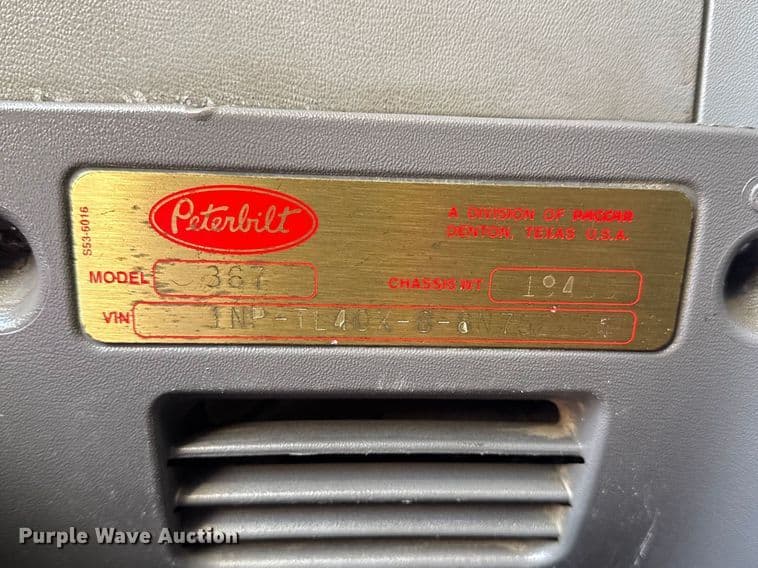 S53-6016
Peterbilt
A DIVISION OF PACCAR
DENTON, TEXAS U.S.A.
MODEL 367
CHASSIS WT
VIN
Purple Wave Auction